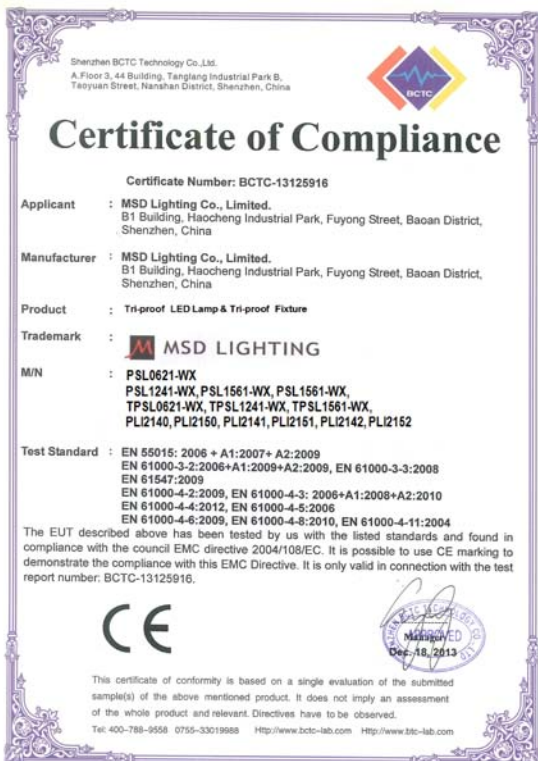 Shenzhen BCTC Technology Co.,Ltd.
A.Floor 3, 44 Building, Tanglang Industrial Park B,
Taoyuan Street, Nanshan District, Shenzhen, China
BCTC
Certificate of Compliance
Certificate Number: BCTC-13125916
Applicant : MSD Lighting Co., Limited.
B1 Building, Haocheng Industrial Park, Fuyong Street, Baoan District,
Shenzhen, China
Manufacturer : MSD Lighting Co., Limited.
B1 Building, Haocheng Industrial Park, Fuyong Street, Baoan District,
Shenzhen, China
Product : Tri-proof LED Lamp & Tri-proof Fixture
Trademark : MSD LIGHTING
M/N : PSL0621-WX
PSL1241-WX, PSL1561-WX, PSL1561-WX,
TPSL0621-WX, TPSL1241-WX, TPSL1561-WX,
PLI2140, PLI2150, PLI2141, PLI2151, PLI2142, PLI2152
Test Standard : EN 55015: 2006 + A1:2007+ A2:2009
EN 61000-3-2:2006+A1:2009+A2:2009, EN 61000-3-3:2008
EN 61547:2009
EN 61000-4-2:2009, EN 61000-4-3: 2006+A1:2008+A2:2010
EN 61000-4-4:2012, EN 61000-4-5:2006
EN 61000-4-6:2009, EN 61000-4-8:2010, EN 61000-4-11:2004
The EUT described above has been tested by us with the listed standards and found in
compliance with the council EMC directive 2004/108/EC. It is possible to use CE marking to
demonstrate the compliance with this EMC Directive. It is only valid in connection with the test
report number: BCTC-13125916.
CE
APPROVED
Manager
Dec. 18, 2013
This certificate of conformity is based on a single evaluation of the submitted
sample(s) of the above mentioned product. It does not imply an assessment
of the whole product and relevant. Directives have to be observed.
Tel: 400-788-9558 0755-33019988 Http://www.bctc-lab.com Http://www.btc-lab.com